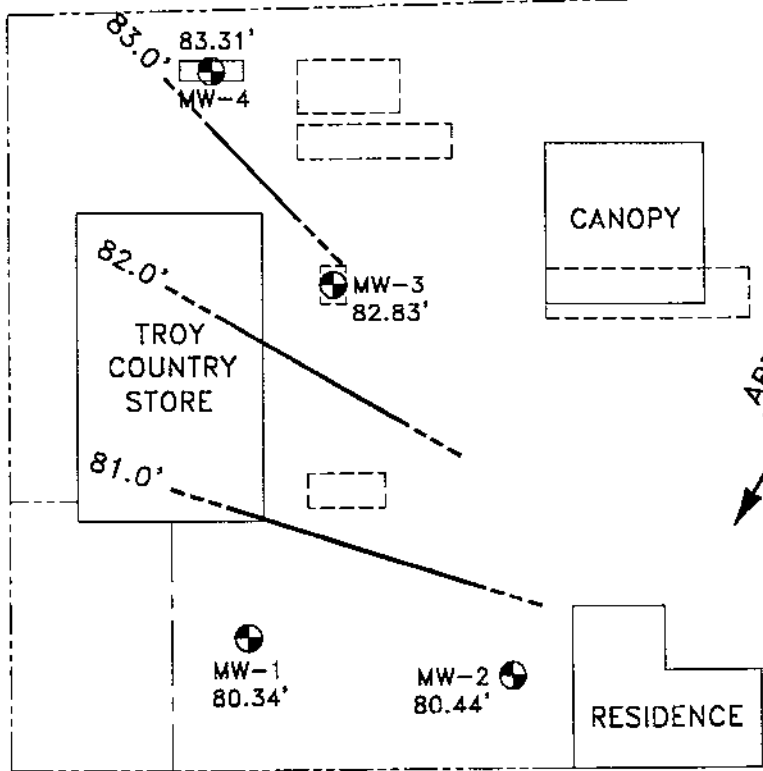 83.0'
83.31'
MW-4
CANOPY
82.0'
MW-3
82.83'
TROY
COUNTRY
STORE
81.0'
MW-1
80.34'
MW-2
80.44'
RESIDENCE